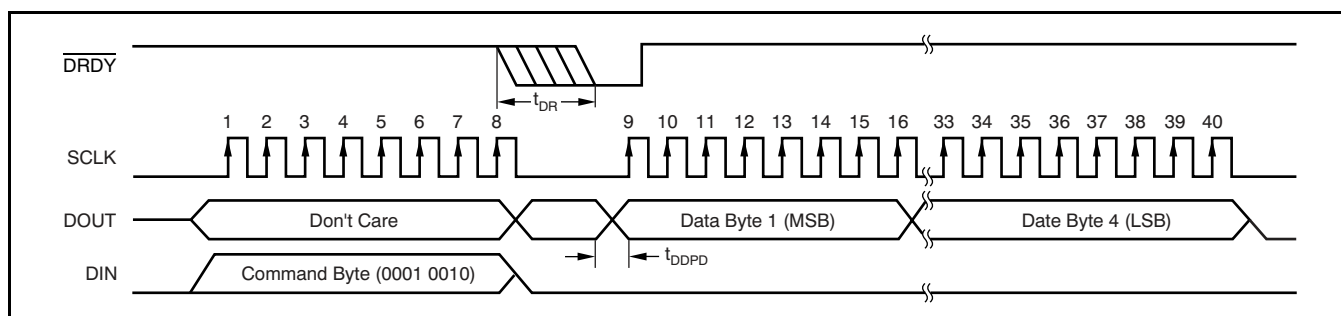 DRDY
tDR
1 2 3 4 5 6 7 8 9 10 11 12 13 14 15 16 33 34 35 36 37 38 39 40
SCLK
DOUT Don't Care Data Byte 1 (MSB) Date Byte 4 (LSB)
tDDPD
DIN Command Byte (0001 0010)